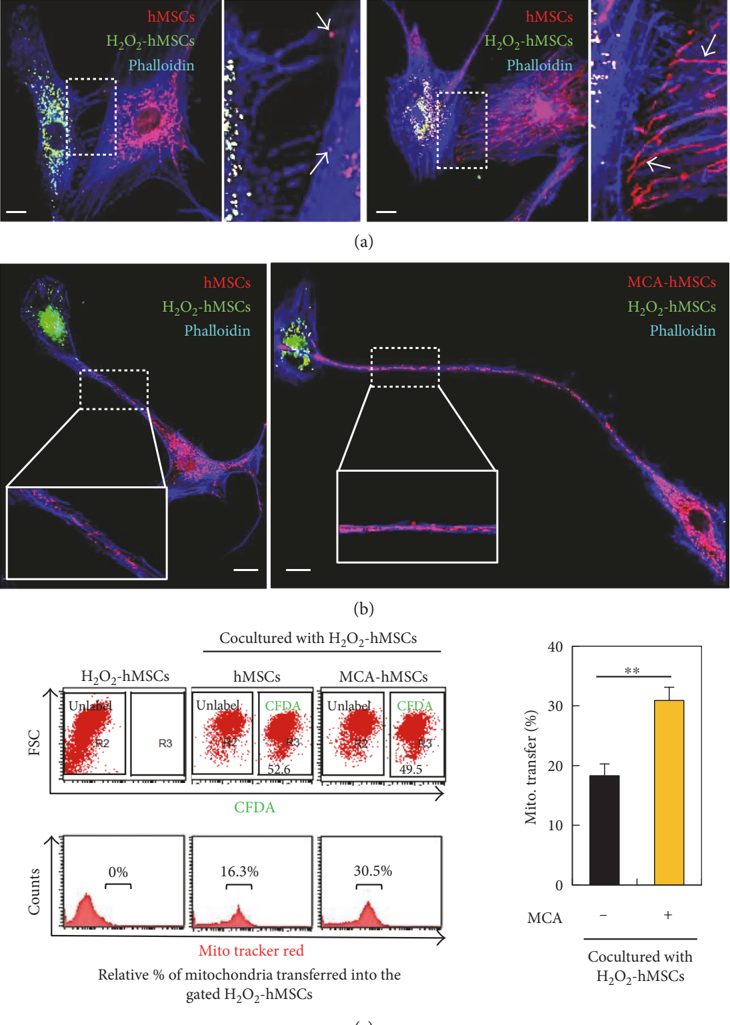 hMSCs
H₂O₂-hMSCs
Phalloidin
hMSCs
H₂O₂-hMSCs
Phalloidin
(a)
hMSCs
H₂O₂-hMSCs
Phalloidin
MCA-hMSCs
H₂O₂-hMSCs
Phalloidin
(b)
Cocultured with H₂O₂-hMSCs
H₂O₂-hMSCs
hMSCs
MCA-hMSCs
FSC
Unlabel
R2
R3
Unlabel
R2
CFDA
R3
52.6
Unlabel
R2
CFDA
R3
49.5
CFDA
Counts
0%
16.3%
30.5%
Mito tracker red
Relative % of mitochondria transferred into the
gated H₂O₂-hMSCs
Mito. transfer (%)
40
30
20
10
0
**
MCA − +
Cocultured with
H₂O₂-hMSCs